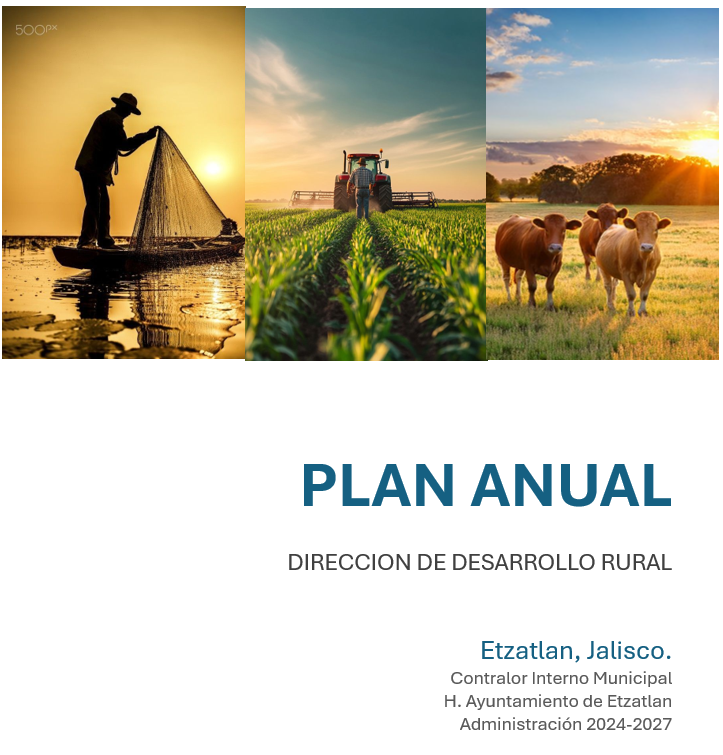 500px
PLAN ANUAL
DIRECCION DE DESARROLLO RURAL
Etzatlan, Jalisco.
Contralor Interno Municipal
H. Ayuntamiento de Etzatlan
Administración 2024-2027